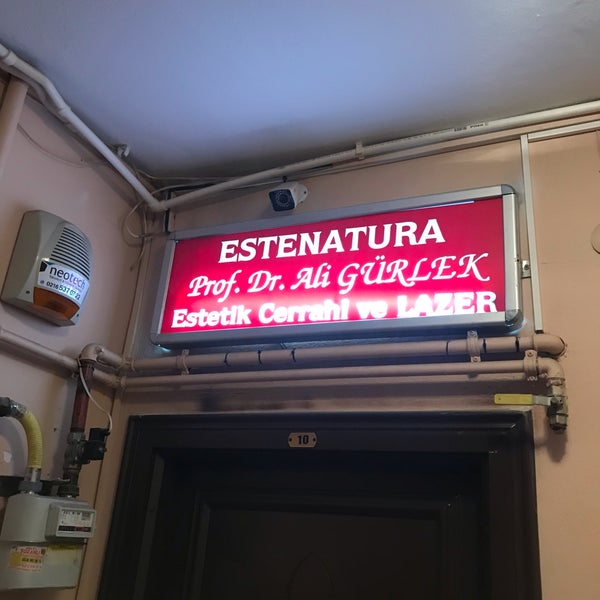 ESTENATURA
Prof. Dr. Ali GÜRLEK
Estetik Cerrahi ve LAZER
neotech
10